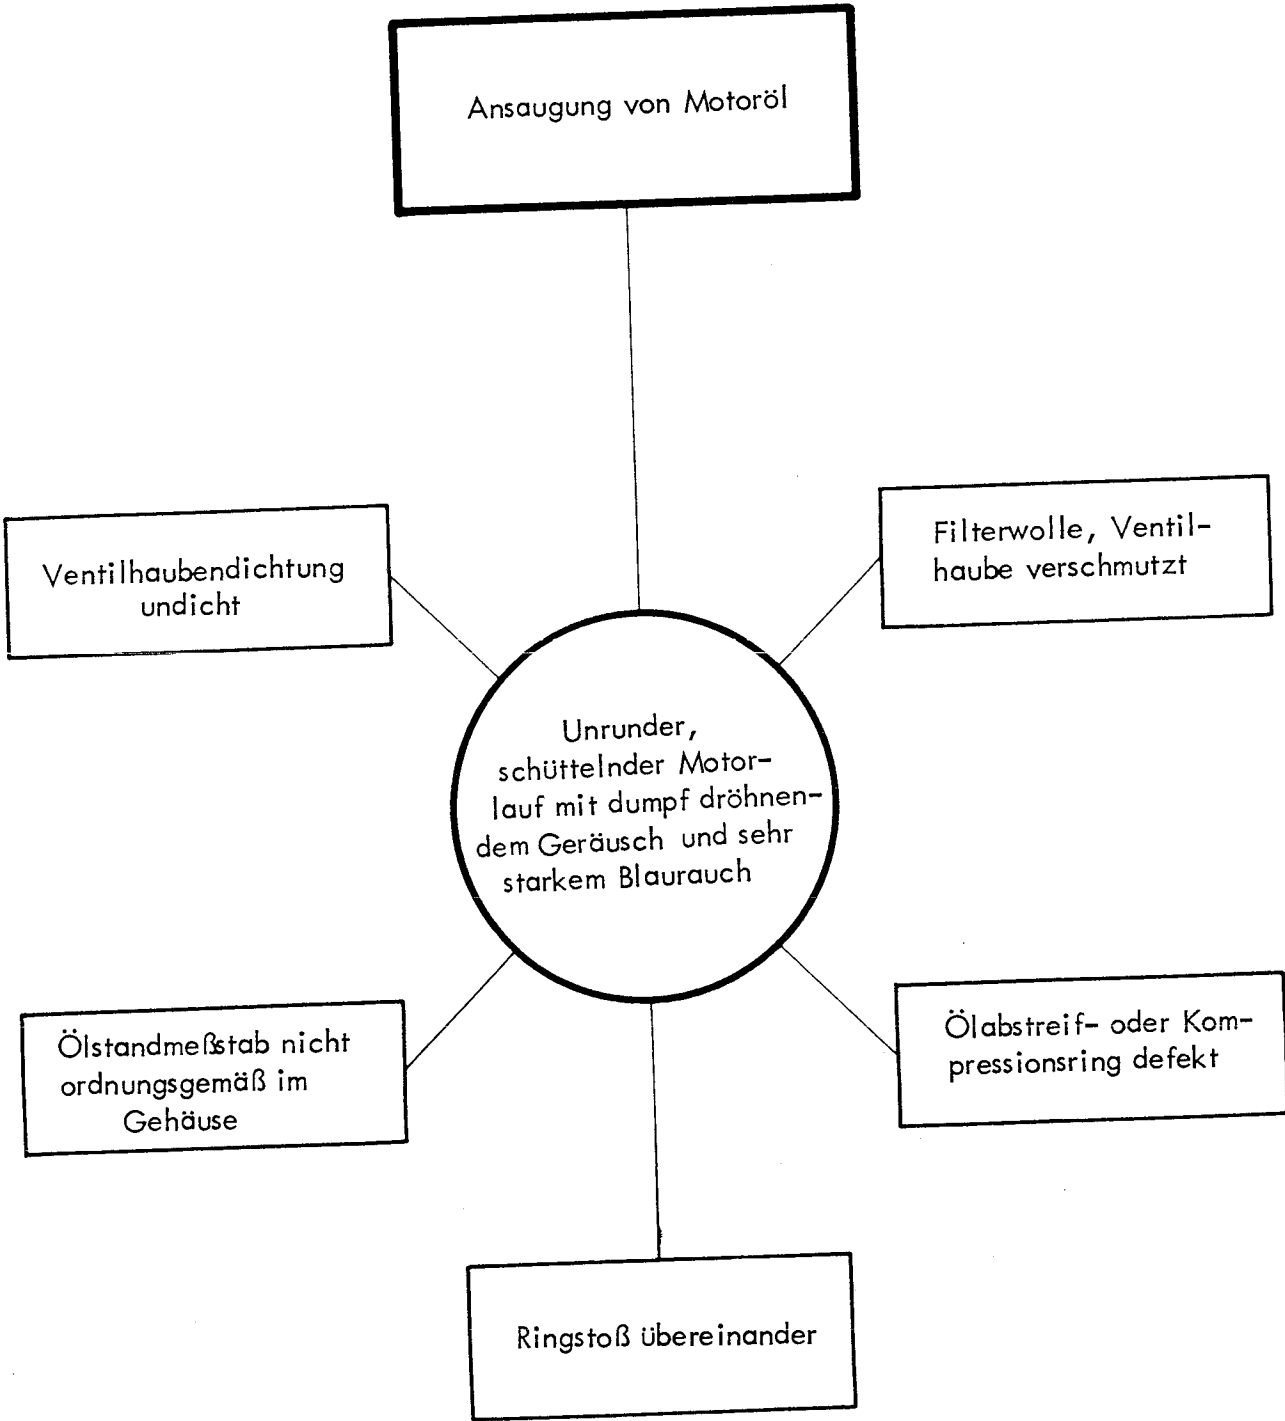 Ansaugung von Motoröl
Ventilhaubendichtung
undicht
Filterwolle, Ventil-
haube verschmutzt
Unrunder,
schüttelnder Motor-
lauf mit dumpf dröhnen-
dem Geräusch und sehr
starkem Blaurauch
Ölstandmeßstab nicht
ordnungsgemäß im
Gehäuse
Ölabstreif- oder Kom-
pressionsring defekt
Ringstoß übereinander